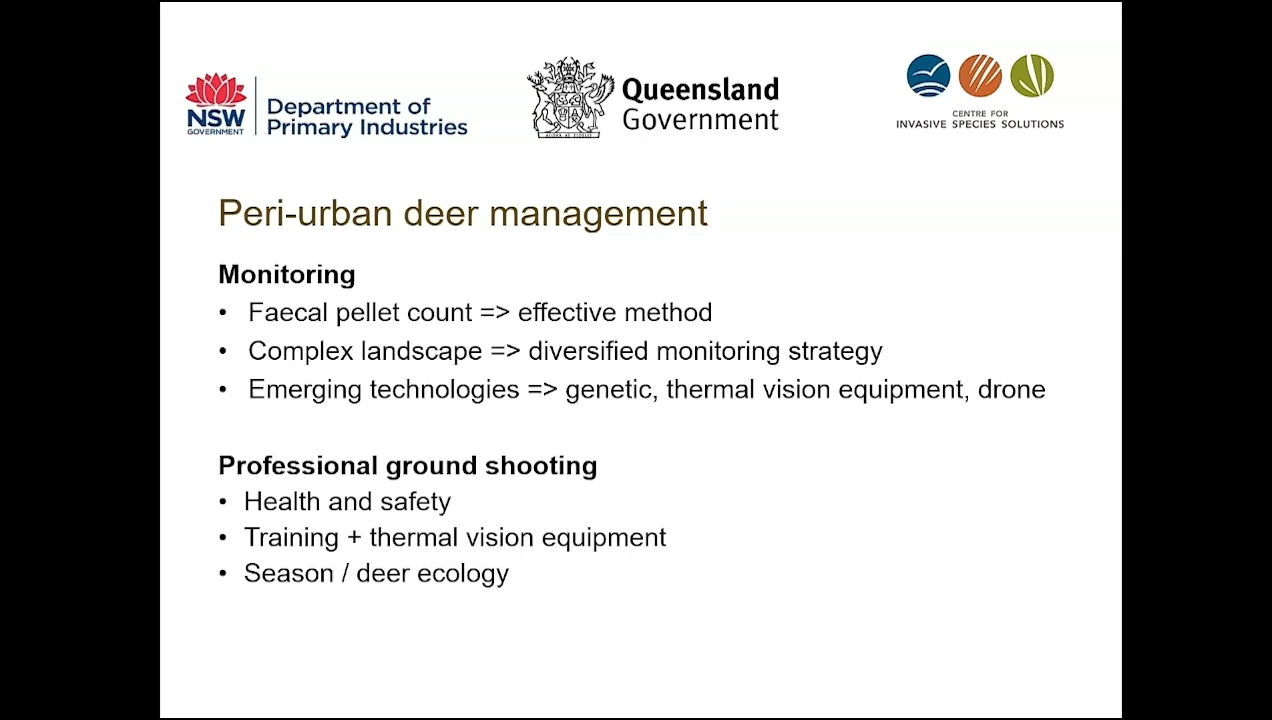 NSW
GOVERNMENT
Department of
Primary Industries
Queensland
Government
CENTRE FOR
INVASIVE SPECIES SOLUTIONS
Peri-urban deer management
Monitoring
• Faecal pellet count => effective method
• Complex landscape => diversified monitoring strategy
• Emerging technologies => genetic, thermal vision equipment, drone
Professional ground shooting
• Health and safety
• Training + thermal vision equipment
• Season / deer ecology